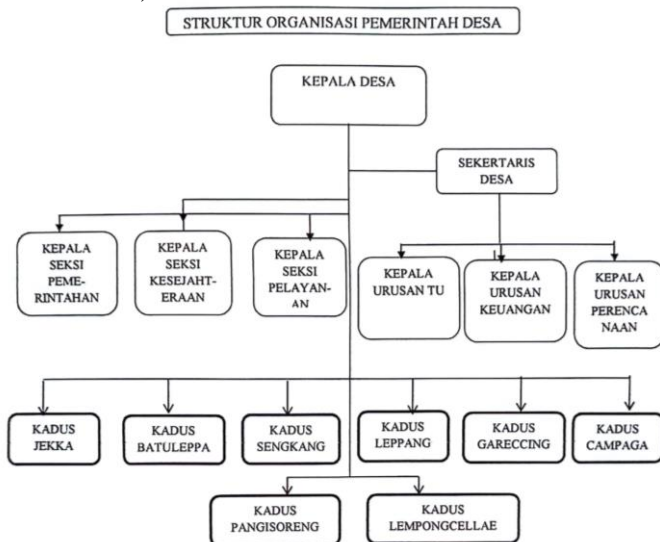 STRUKTUR ORGANISASI PEMERINTAH DESA
KEPALA DESA
SEKERTARIS
DESA
KEPALA
SEKSI
PEME-
RINTAHAN
KEPALA
SEKSI
KESEJAHT-
ERAAN
KEPALA
SEKSI
PELAYAN-
AN
KEPALA
URUSAN TU
KEPALA
URUSAN
KEUANGAN
KEPALA
URUSAN
PERENCA
NAAN
KADUS
JEKKA
KADUS
BATULEPPA
KADUS
SENGKANG
KADUS
LEPPANG
KADUS
GARECCING
KADUS
CAMPAGA
KADUS
PANGISORENG
KADUS
LEMPONGCELLAE